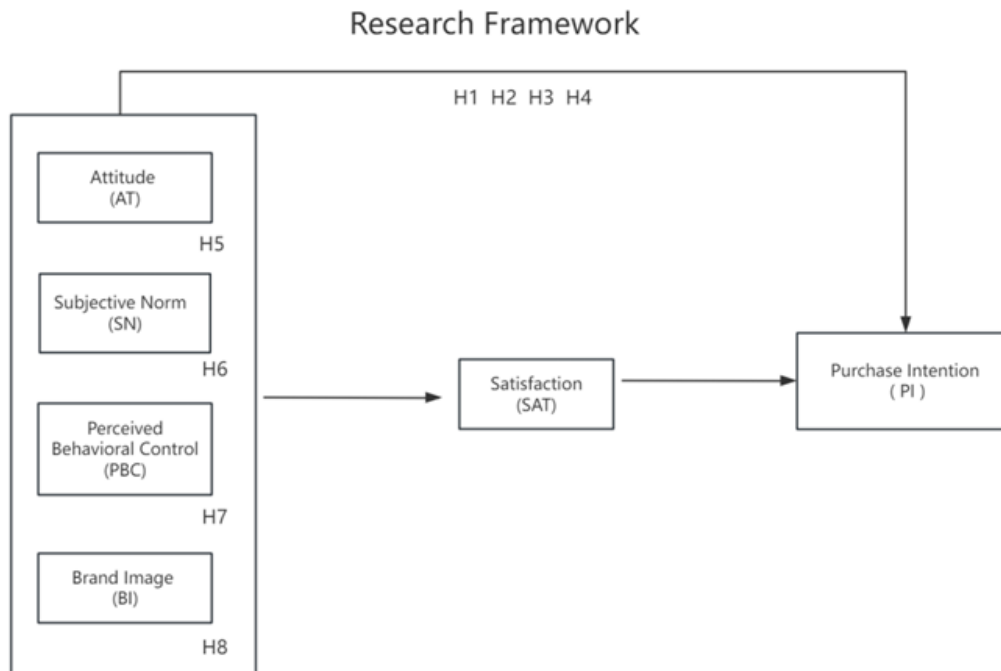 Research Framework
H1 H2 H3 H4
Attitude
(AT)
H5
Subjective Norm
(SN)
H6
Perceived
Behavioral Control
(PBC)
H7
Brand Image
(BI)
H8
Satisfaction
(SAT)
Purchase Intention
( PI )